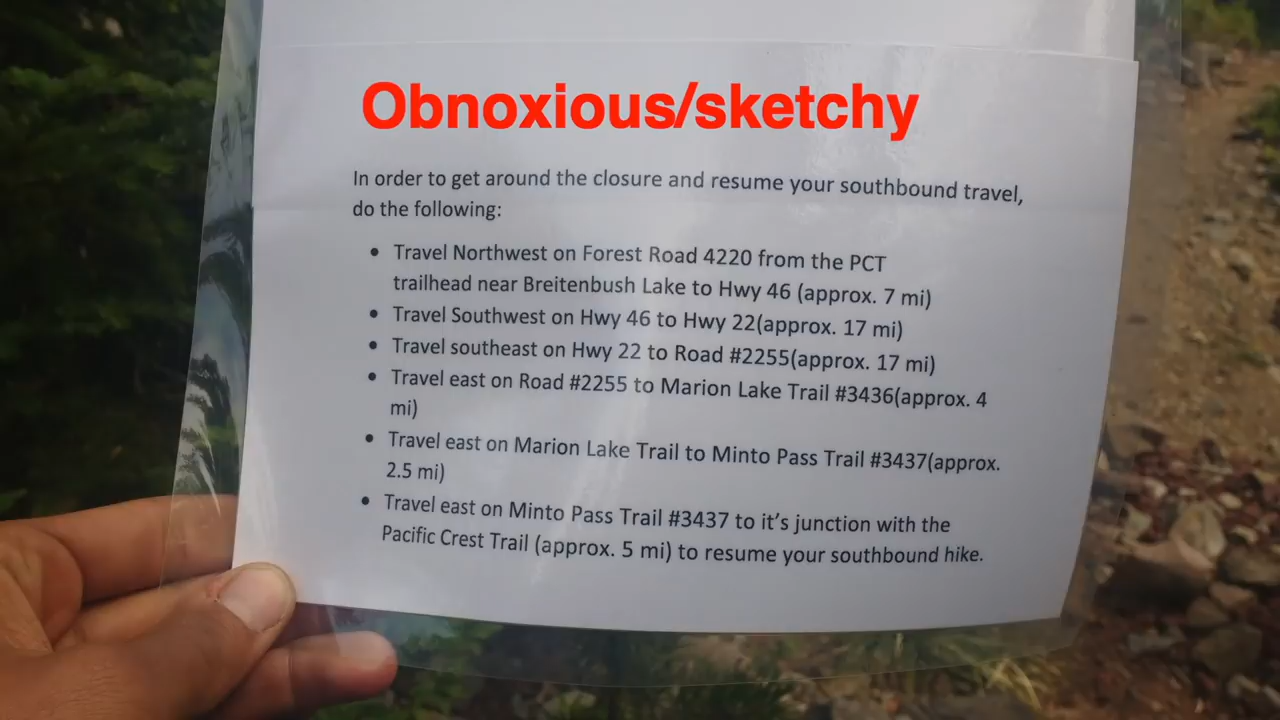 Obnoxious/sketchy
In order to get around the closure and resume your southbound travel,
do the following:
• Travel Northwest on Forest Road 4220 from the PCT
trailhead near Breitenbush Lake to Hwy 46 (approx. 7 mi)
• Travel Southwest on Hwy 46 to Hwy 22(approx. 17 mi)
• Travel southeast on Hwy 22 to Road #2255(approx. 17 mi)
• Travel east on Road #2255 to Marion Lake Trail #3436(approx. 4
mi)
• Travel east on Marion Lake Trail to Minto Pass Trail #3437(approx.
2.5 mi)
• Travel east on Minto Pass Trail #3437 to it's junction with the
Pacific Crest Trail (approx. 5 mi) to resume your southbound hike.